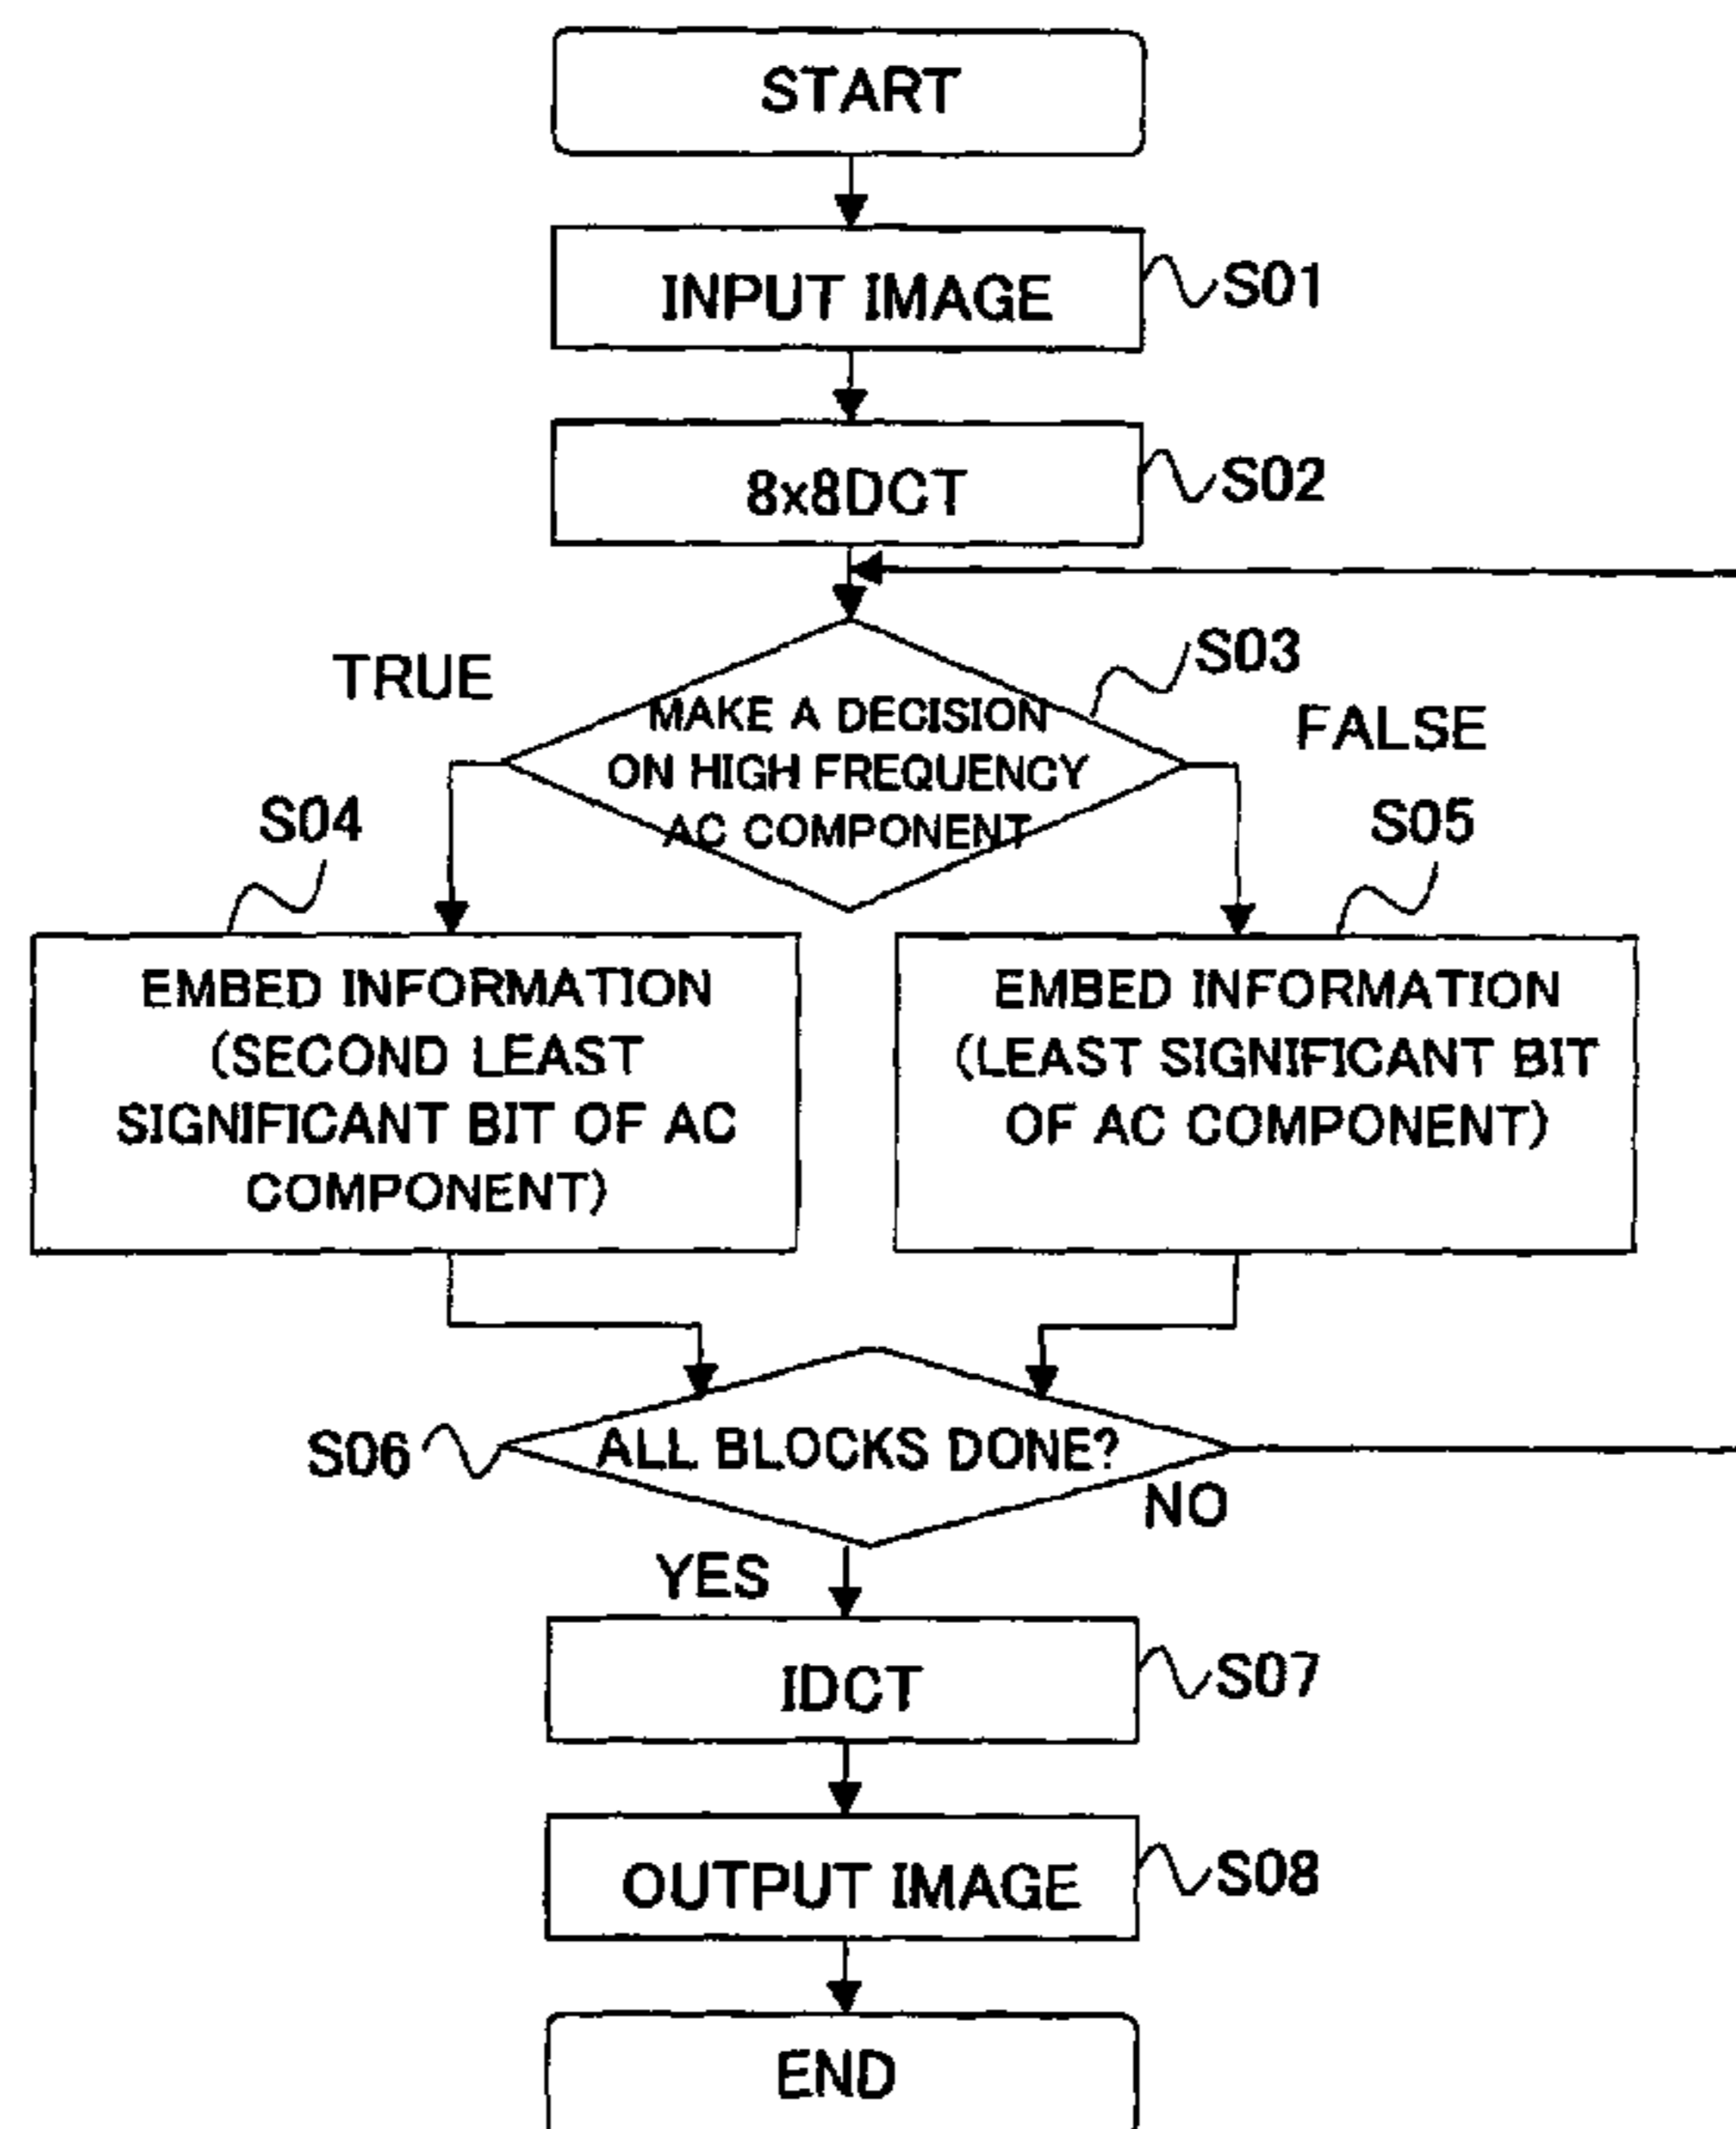 START
INPUT IMAGE
S01
8x8DCT
S02
S03
TRUE
MAKE A DECISION
ON HIGH FREQUENCY
AC COMPONENT
FALSE
S04
S05
EMBED INFORMATION
(SECOND LEAST
SIGNIFICANT BIT OF AC
COMPONENT)
EMBED INFORMATION
(LEAST SIGNIFICANT BIT
OF AC COMPONENT)
S06
ALL BLOCKS DONE?
NO
YES
IDCT
S07
OUTPUT IMAGE
S08
END